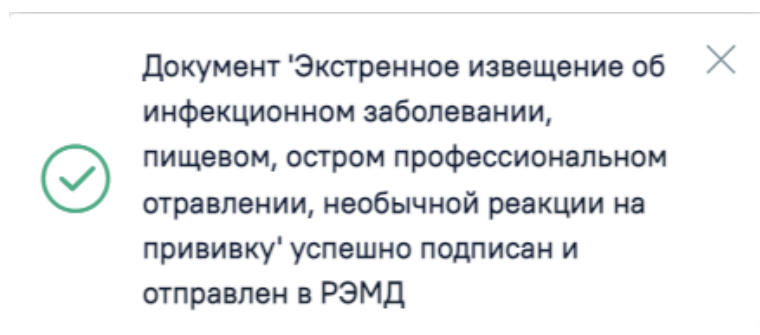 Документ 'Экстренное извещение об
инфекционном заболевании,
пищевом, остром профессиональном
отравлении, необычной реакции на
прививку' успешно подписан и
отправлен в РЭМД